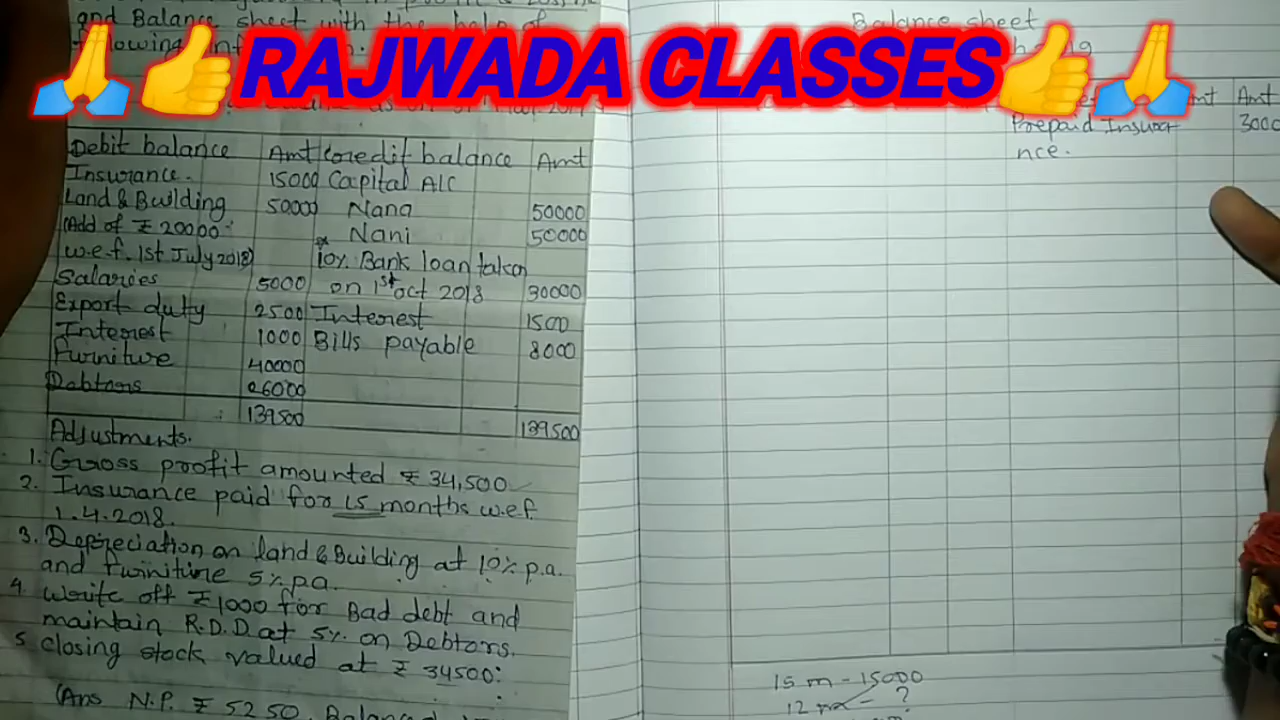 and Balance sheet with the help of
RAJWADA CLASSES
Debit balance Amt Credit balance Amt
Insurance. 15000 Capital A/C
Land & Building 50000 Nana 50000
(Add of ₹ 20000 Nani 50000
w.e.f. 1st July 2018) 10% Bank loan taken
Salaries 5000 on 1st Oct 2018 30000
Export duty 2500 Interest 1500
Interest 1000 Bills payable 8000
Furniture 40000
Debtors 26000
139500 139500
Adjustments.
1. Gross profit amounted ₹ 34,500
2. Insurance paid for 15 months w.e.f.
1.4.2018.
3. Depreciation on land & Building at 10% p.a.
and furniture 5% p.a.
4. Write off ₹ 1000 for Bad debt and
maintain R.D.D at 5% on Debtors.
5. closing stock valued at ₹ 34500:
(Ans N.P. ₹ 5250,
Balance sheet
Amt Amt
Prepaid Insura 3000
nce.
15 m - 15000
12 m - ?